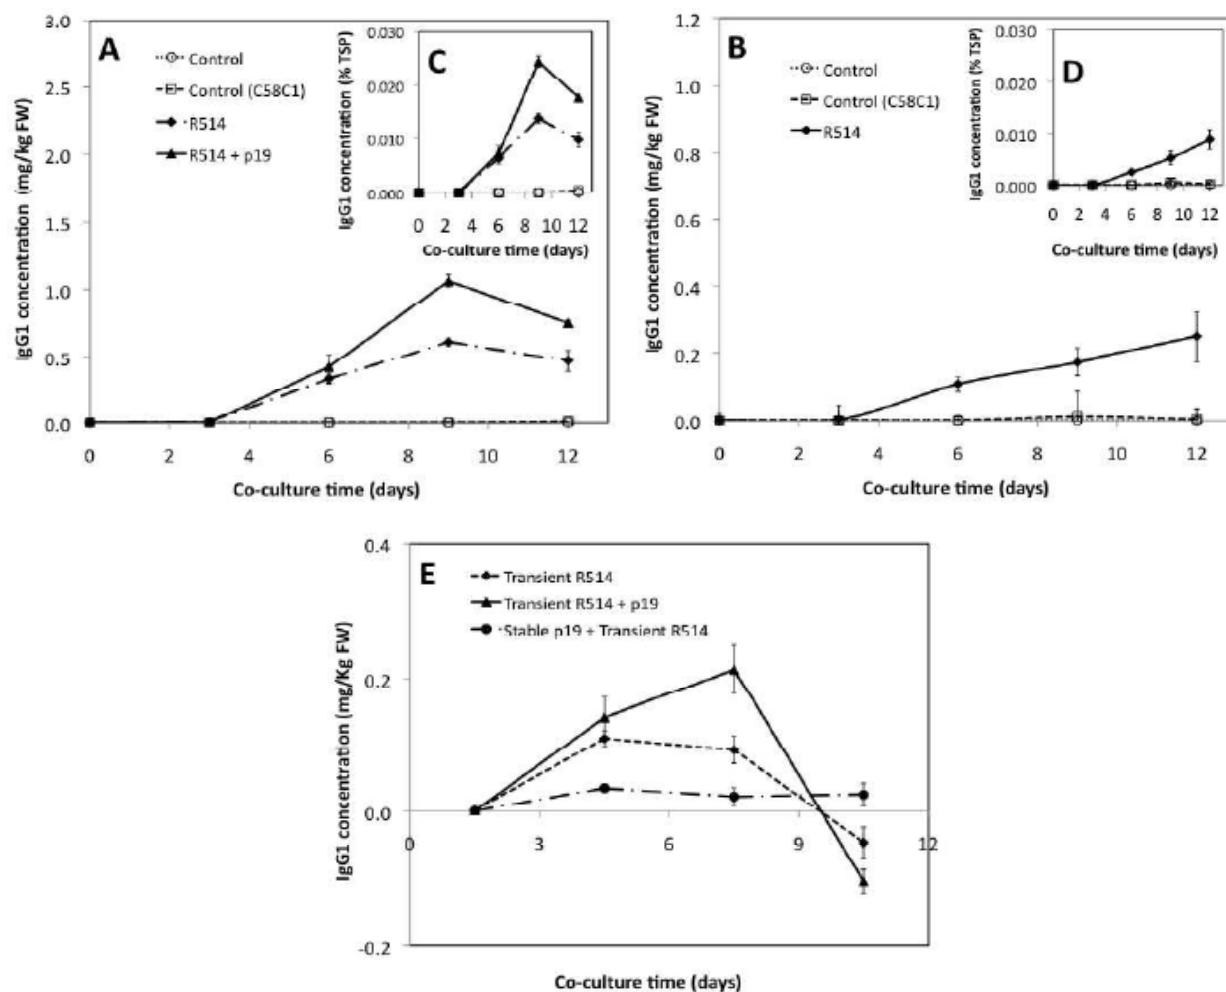 A
Control
Control (C58C1)
R514
R514 + p19
IgG1 concentration (mg/kg FW)
3.0
2.5
2.0
1.5
1.0
0.5
0.0
0 2 4 6 8 10 12
Co-culture time (days)
C
IgG1 concentration (% TSP)
0.030
0.020
0.010
0.000
0 2 4 6 8 10 12
Co-culture time (days)
B
Control
Control (C58C1)
R514
IgG1 concentration (mg/kg FW)
1.2
1.0
0.8
0.6
0.4
0.2
0.0
0 2 4 6 8 10 12
Co-culture time (days)
D
IgG1 concentration (% TSP)
0.030
0.020
0.010
0.000
0 2 4 6 8 10 12
Co-culture time (days)
E
Transient R514
Transient R514 + p19
Stable p19 + Transient R514
IgG1 concentration (mg/Kg FW)
0.4
0.2
0.0
-0.2
0 3 6 9 12
Co-culture time (days)